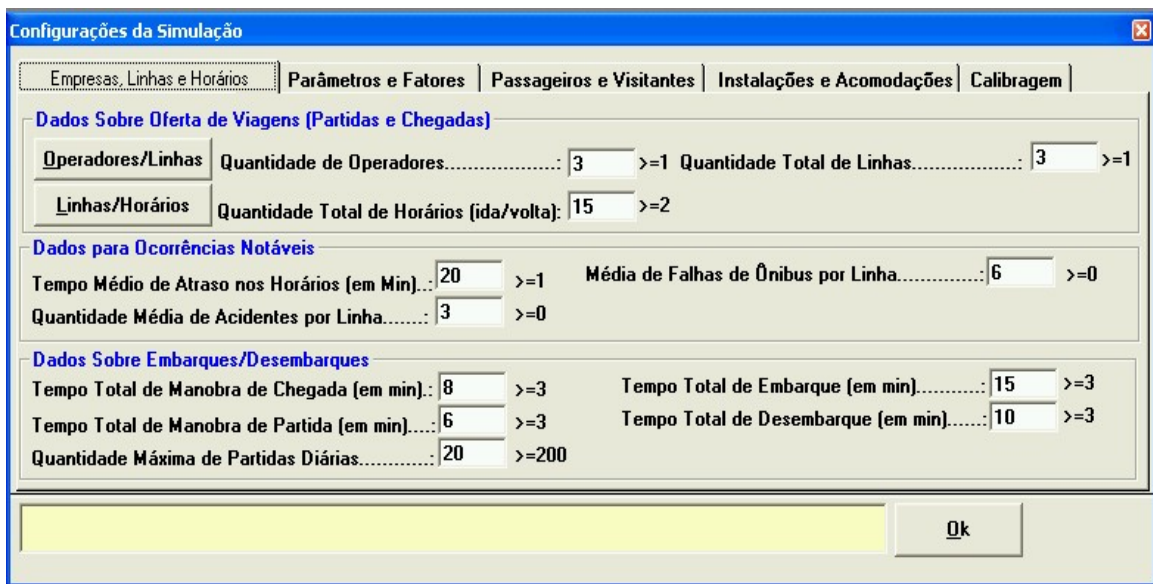 Configurações da Simulação
Empresas, Linhas e Horários Parâmetros e Fatores Passageiros e Visitantes Instalações e Acomodações Calibragem
Dados Sobre Oferta de Viagens (Partidas e Chegadas)
Operadores/Linhas Quantidade de Operadores...................: 3 >=1 Quantidade Total de Linhas..................: 3 >=1
Linhas/Horários Quantidade Total de Horários (ida/volta): 15 >=2
Dados para Ocorrências Notáveis
Tempo Médio de Atraso nos Horários (em Min)..: 20 >=1 Média de Falhas de Ônibus por Linha.............: 6 >=0
Quantidade Média de Acidentes por Linha.......: 3 >=0
Dados Sobre Embarques/Desembarques
Tempo Total de Manobra de Chegada (em min).: 8 >=3 Tempo Total de Embarque (em min)..........: 15 >=3
Tempo Total de Manobra de Partida (em min)....: 6 >=3 Tempo Total de Desembarque (em min)......: 10 >=3
Quantidade Máxima de Partidas Diárias............: 20 >=200
Ok